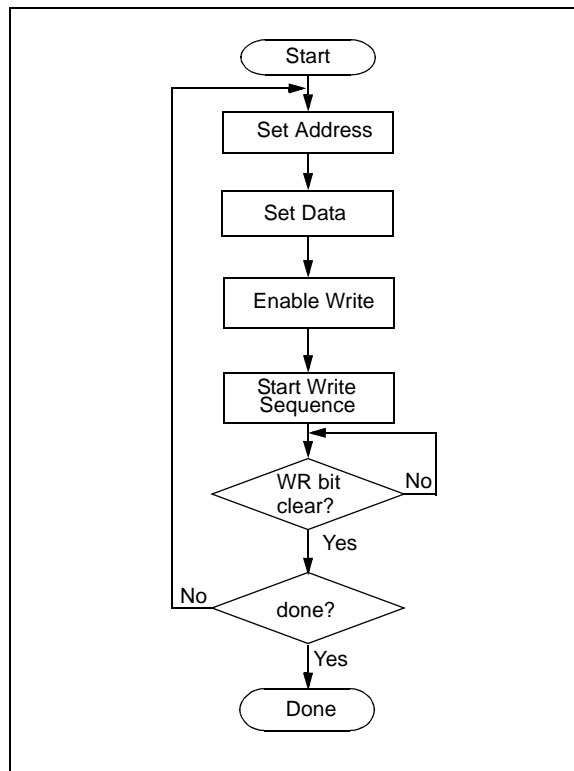 Start
Set Address
Set Data
Enable Write
Start Write
Sequence
WR bit
clear?
No
Yes
No
done?
Yes
Done